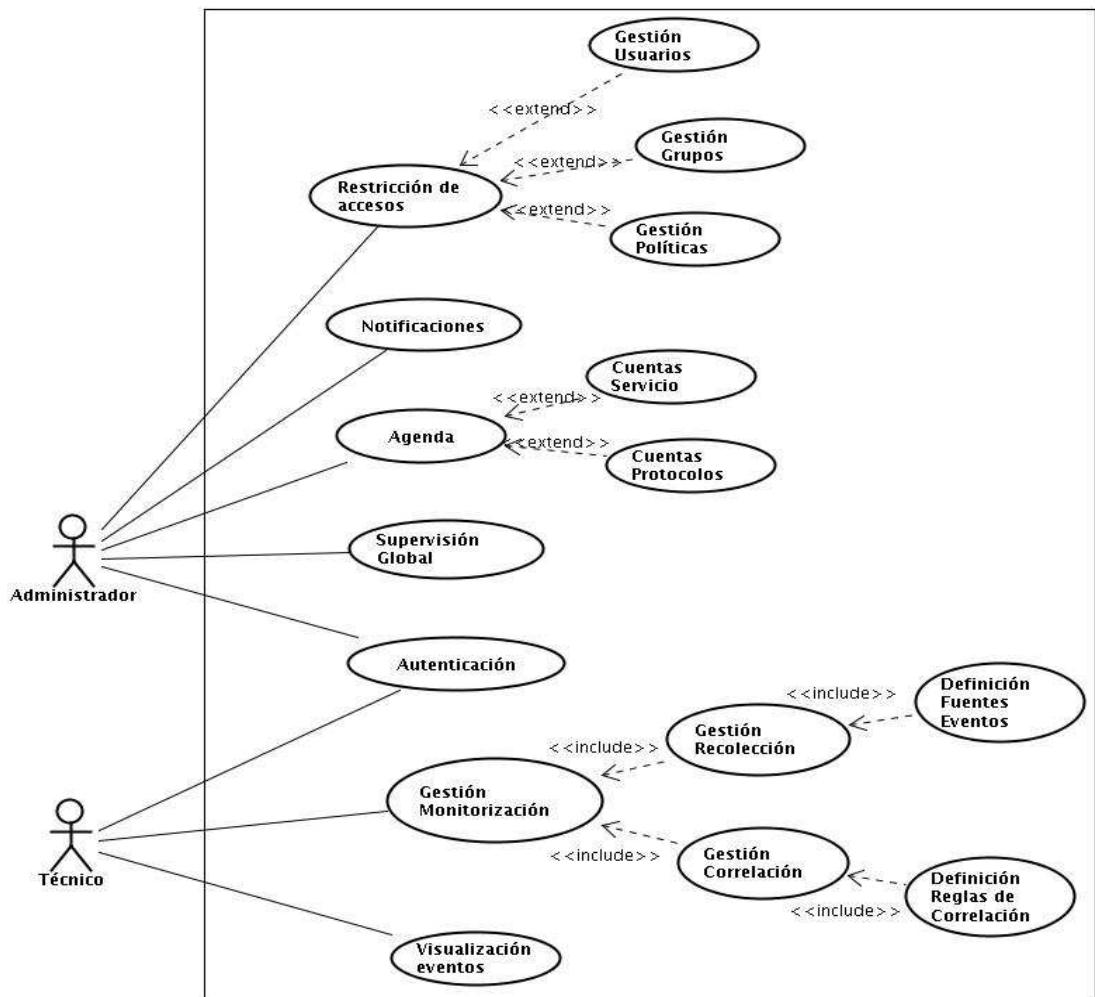 Gestión
Usuarios
<<extend>>
Gestión
Grupos
<<extend>>
Restricción de
accesos
<<extend>>
Gestión
Políticas
Notificaciones
Cuentas
Servicio
<<extend>>
Agenda
<<extend>>
Cuentas
Protocolos
Supervisión
Global
Administrador
Autenticación
<<include>>
Definición
Fuentes
Eventos
Gestión
Recolección
<<include>>
Gestión
Monitorización
<<include>>
Gestión
Correlación
Técnico
Definición
Reglas de
Correlación
<<include>>
Visualización
eventos